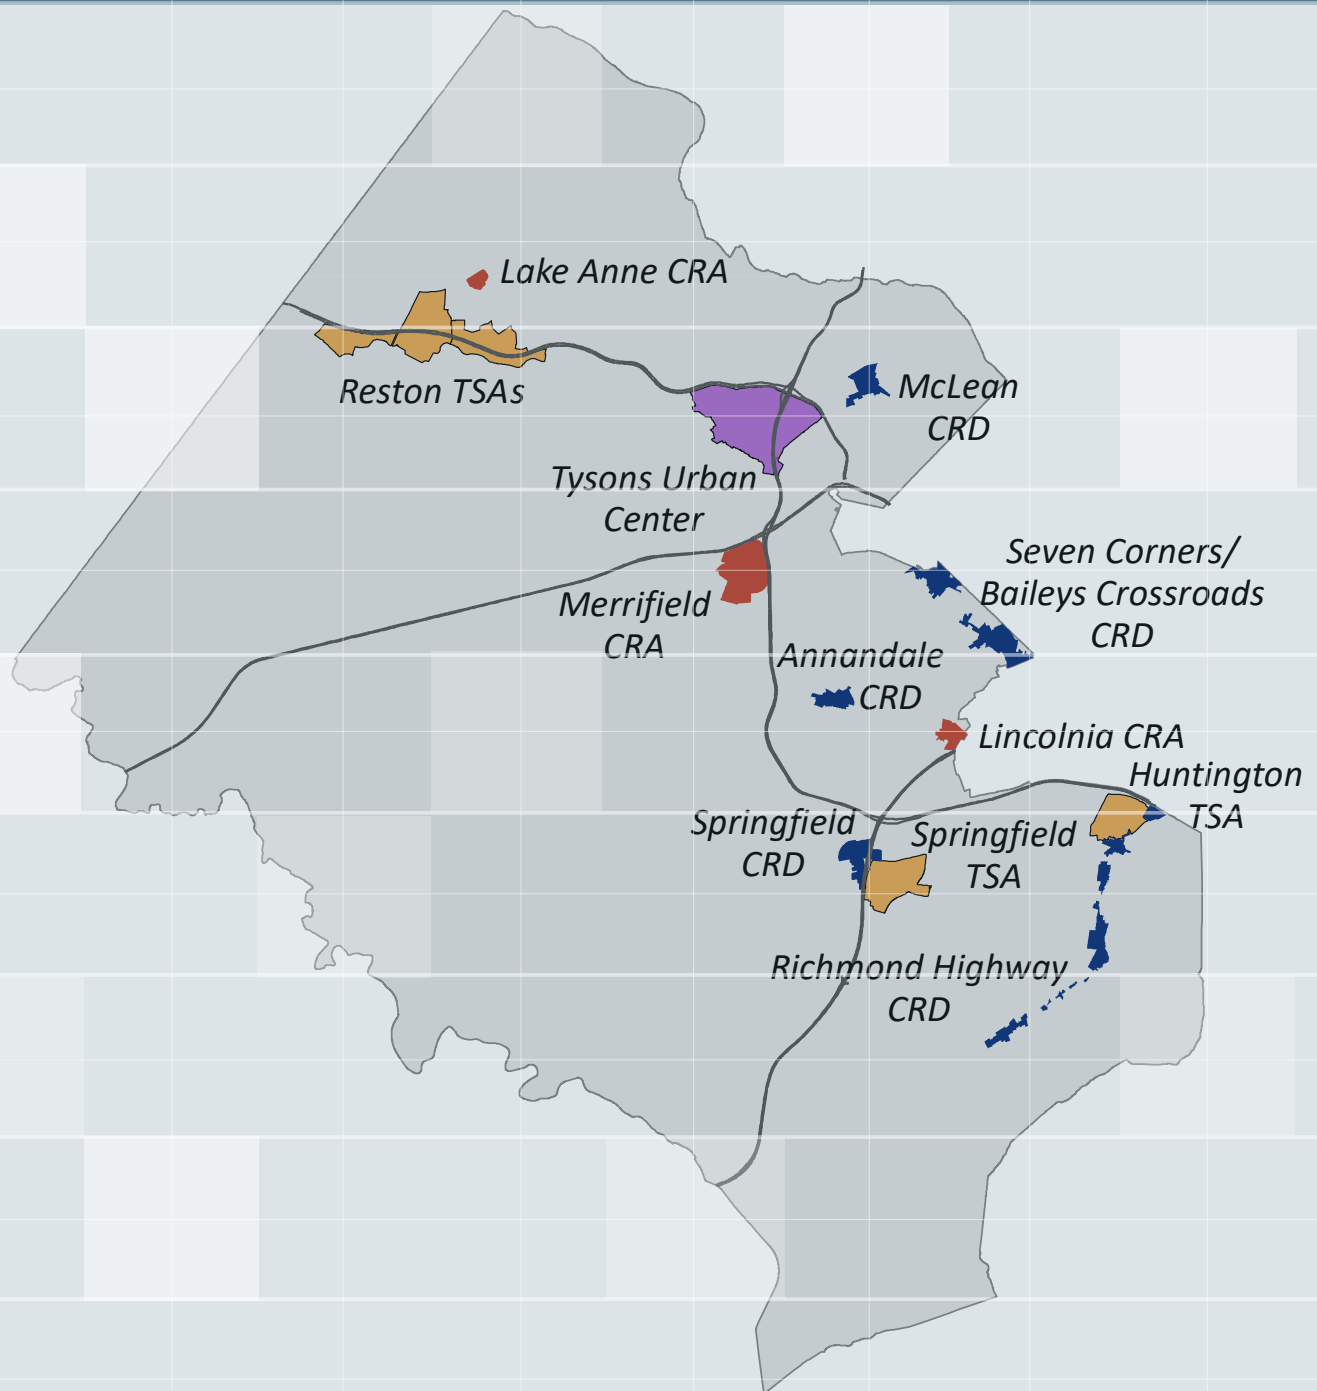 Lake Anne CRA
Reston TSAs
McLean
CRD
Tysons Urban
Center
Seven Corners/
Baileys Crossroads
CRD
Merrifield
CRA
Annandale
CRD
Lincolnia CRA
Huntington
TSA
Springfield
CRD
Springfield
TSA
Richmond Highway
CRD